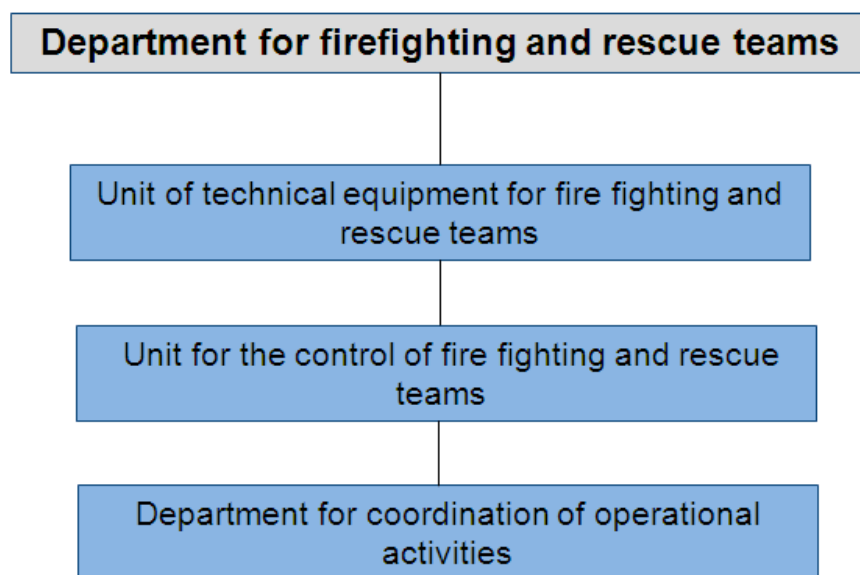 Department for firefighting and rescue teams
Unit of technical equipment for fire fighting and
rescue teams
Unit for the control of fire fighting and rescue
teams
Department for coordination of operational
activities